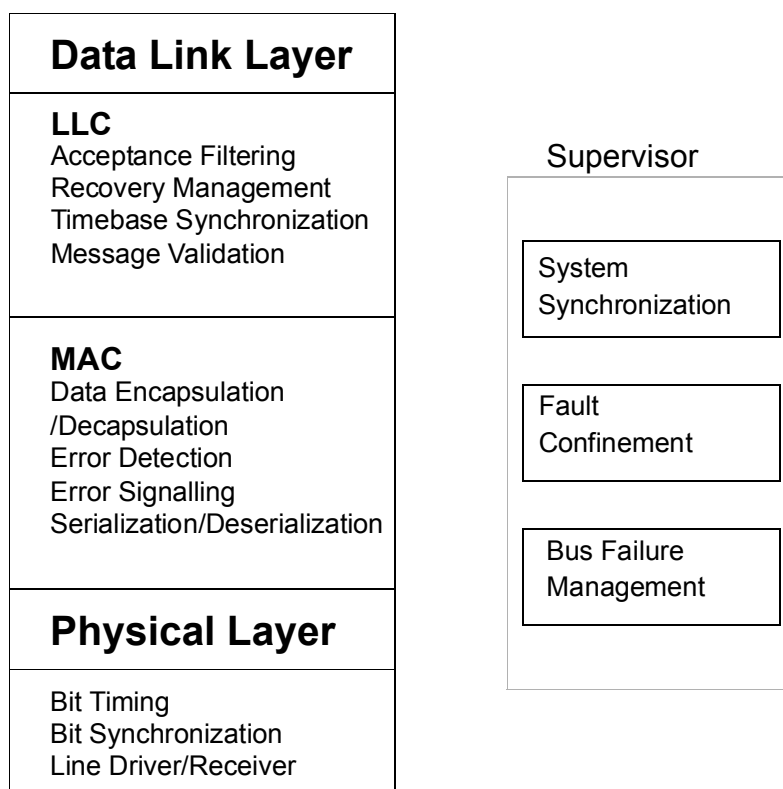 Data Link Layer
LLC
Acceptance Filtering
Recovery Management
Timebase Synchronization
Message Validation
MAC
Data Encapsulation
/Decapsulation
Error Detection
Error Signalling
Serialization/Deserialization
Physical Layer
Bit Timing
Bit Synchronization
Line Driver/Receiver
Supervisor
System
Synchronization
Fault
Confinement
Bus Failure
Management